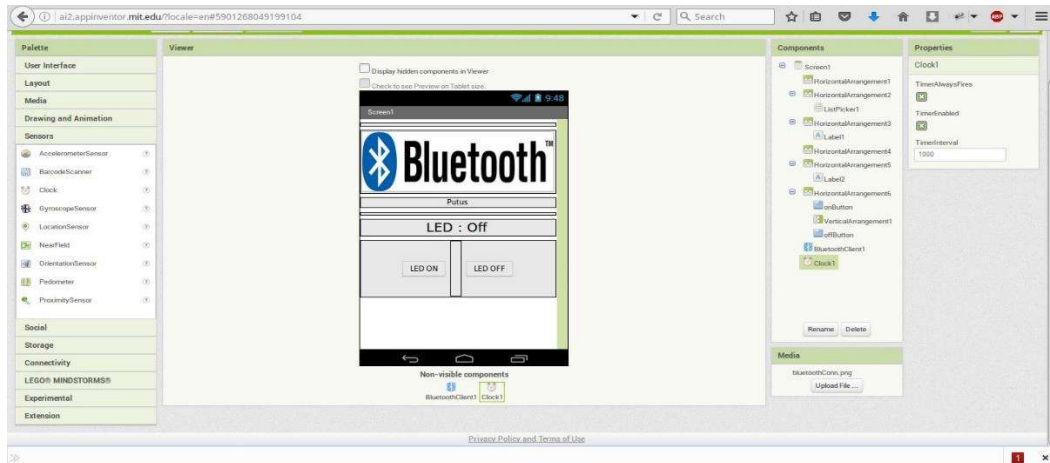 ai2.appinventor.mit.edu/?locale=en#5901268049199104
Search
Palette
User Interface
Layout
Media
Drawing and Animation
Sensors
AccelerometerSensor
BarcodeScanner
Clock
GyroscopeSensor
LocationSensor
NearField
OrientationSensor
Pedometer
ProximitySensor
Social
Storage
Connectivity
LEGO® MINDSTORMS®
Experimental
Extension
Viewer
Display hidden components in Viewer
Check to see Preview on Tablet size.
9:48
Screen1
Bluetooth™
Putus
LED : Off
LED ON LED OFF
Non-visible components
BluetoothClient1 Clock1
Components
Screen1
HorizontalArrangement1
HorizontalArrangement2
ListPicker1
HorizontalArrangement3
Label1
HorizontalArrangement4
HorizontalArrangement5
Label2
HorizontalArrangement6
onButton
VerticalArrangement1
offButton
BluetoothClient1
Clock1
Rename Delete
Media
bluetoothConn.png
Upload File ...
Properties
Clock1
TimerAlwaysFires
TimerEnabled
TimerInterval
1000
Privacy Policy and Terms of Use
1